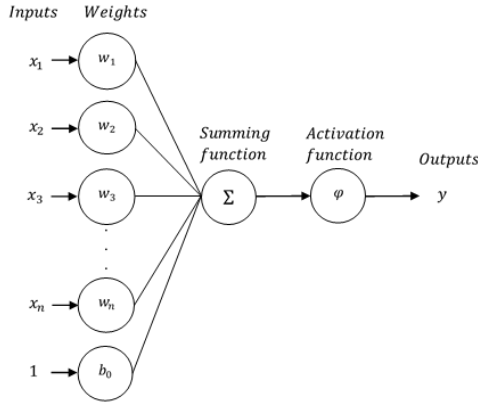 Inputs Weights
x₁ w₁
x₂ w₂
Summing function
Activation function
Outputs
x₃ w₃ Σ φ y
.
.
.
xₙ wₙ
1 b₀